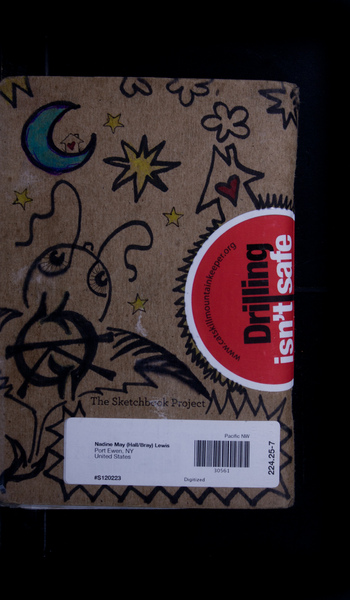 Drilling
isn't safe
www.catskillmountainkeeper.org
The Sketchbook Project
Pacific NW
Nadine May (Hall/Gray) Lewis
Port Ewen, NY
United States
30561
#S120223
Digitized
224.25-7